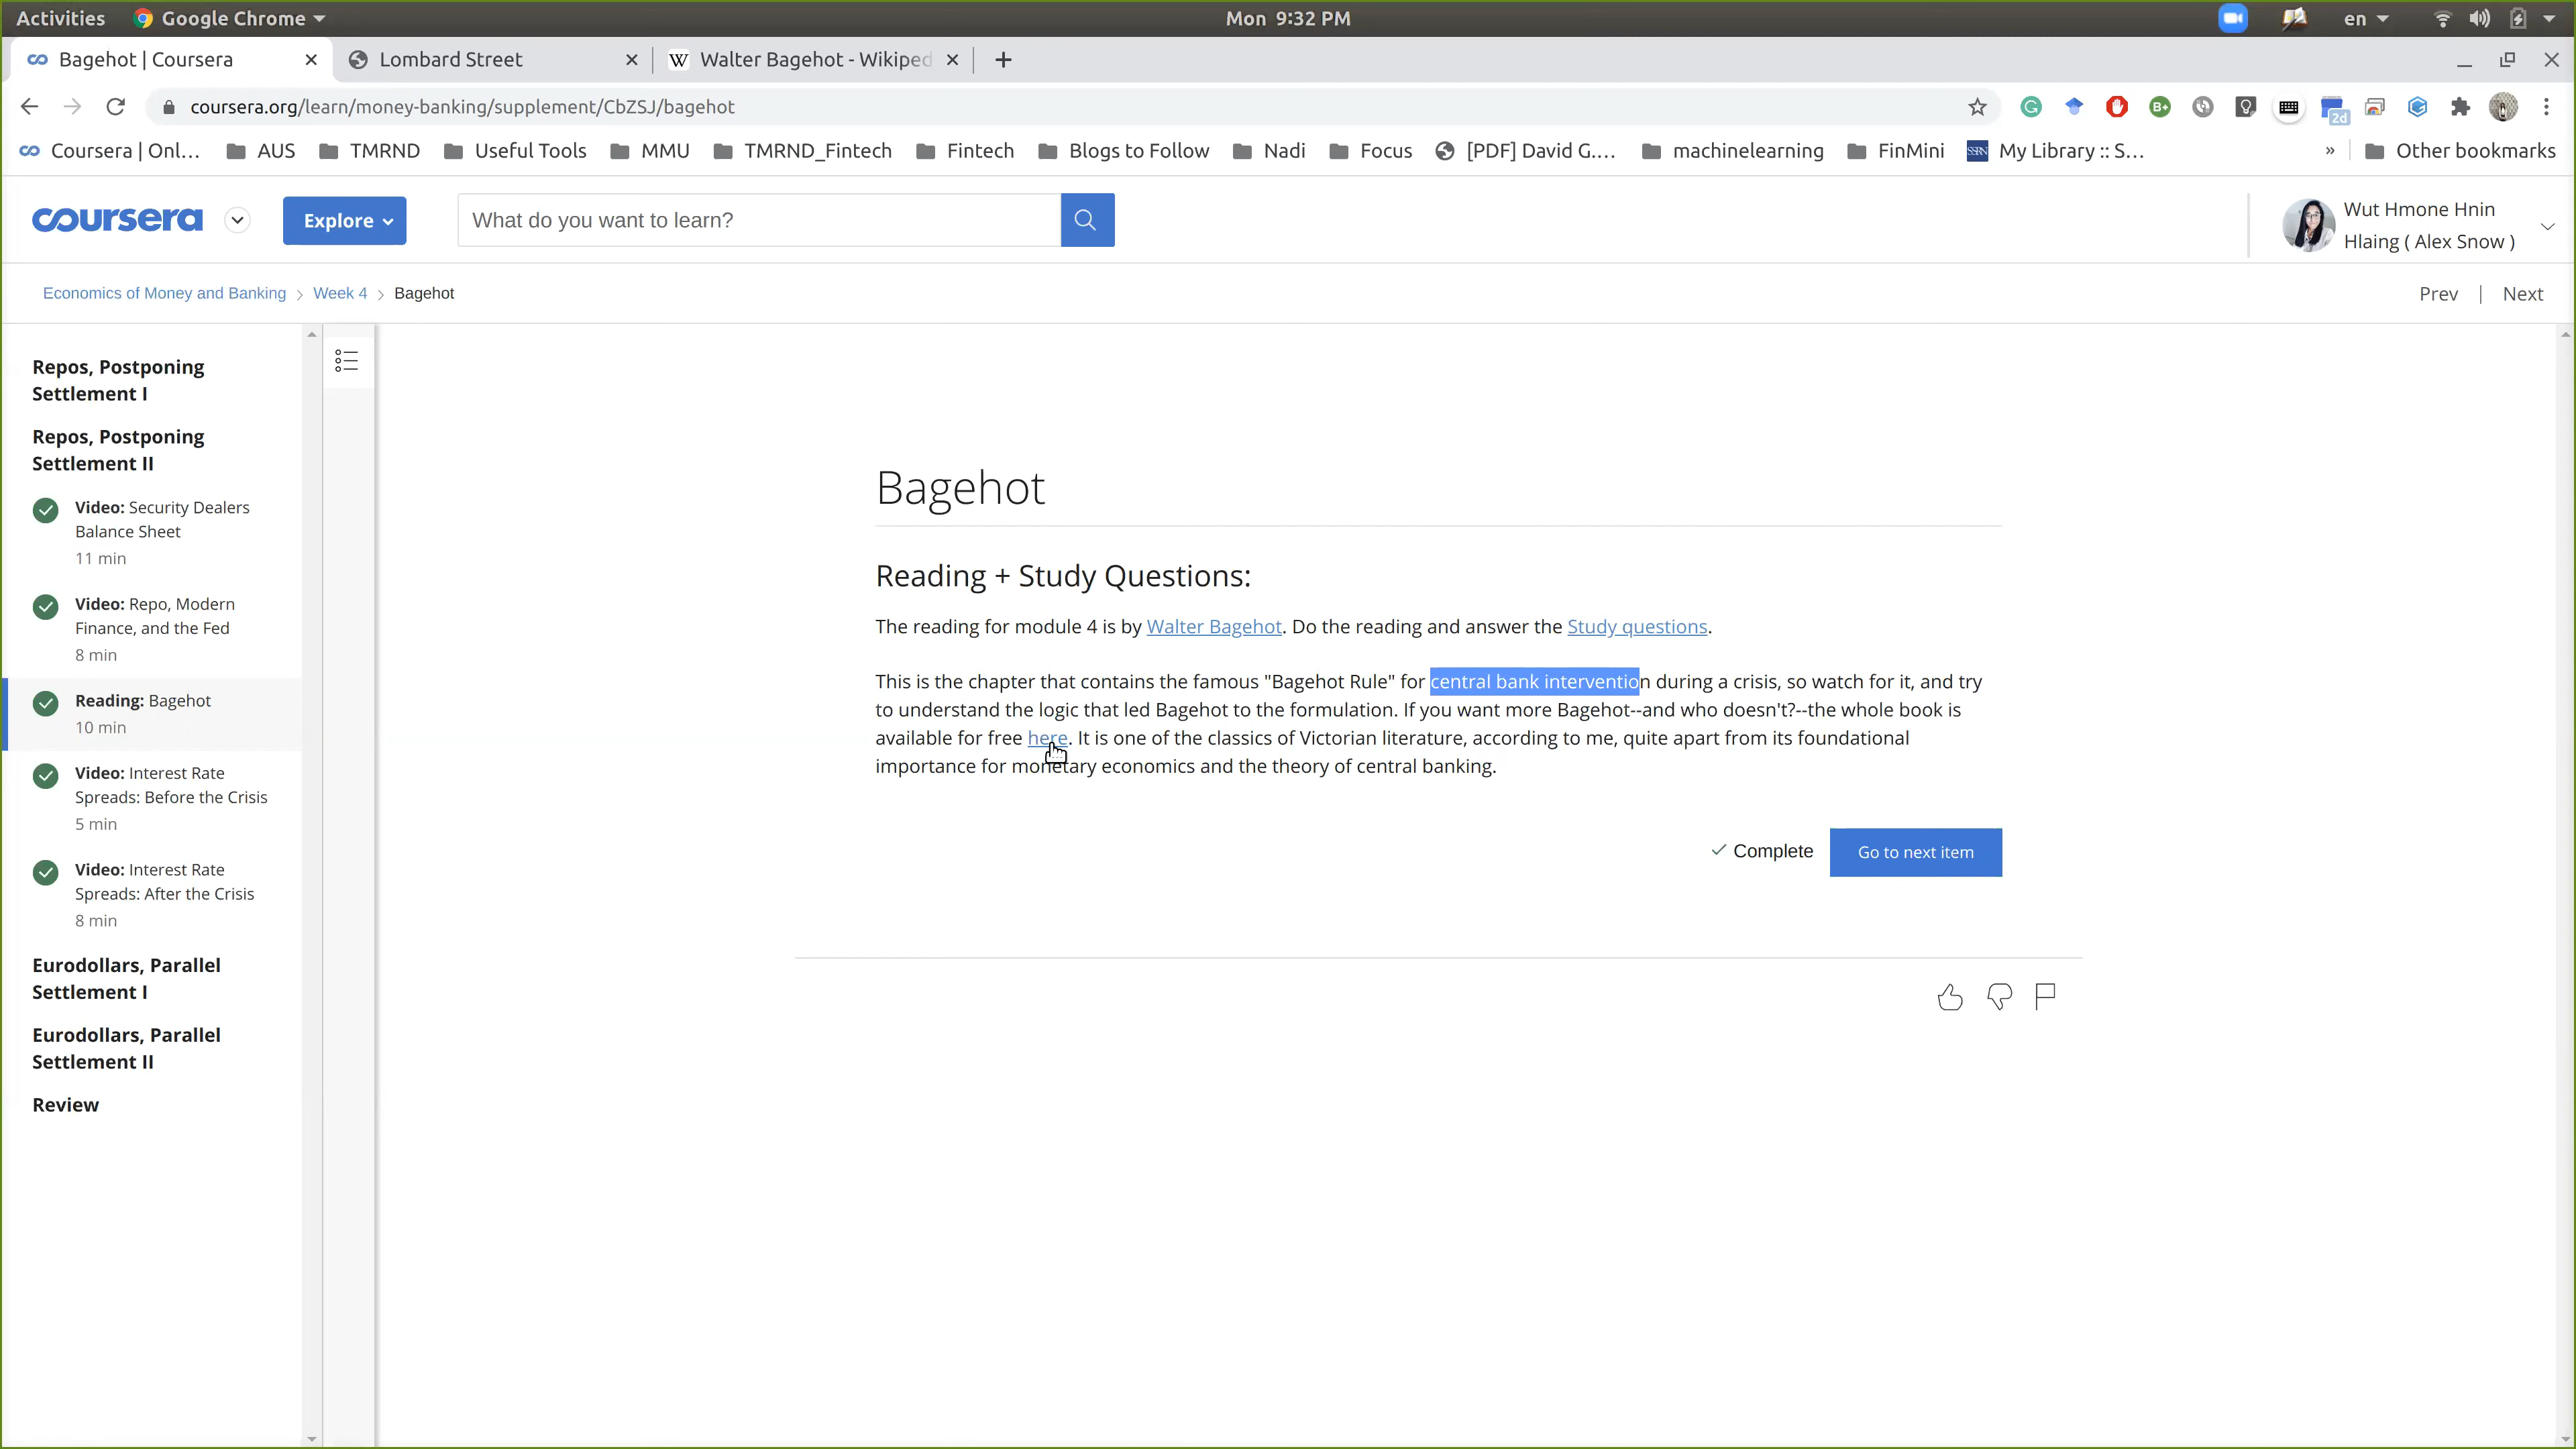 Activities Google Chrome Mon 9:32 PM en
Bagehot | Coursera Lombard Street W Walter Bagehot - Wikiped
coursera.org/learn/money-banking/supplement/CbZSJ/bagehot 2d
Coursera | Onl... AUS TMRND Useful Tools MMU TMRND_Fintech Fintech Blogs to Follow Nadi Focus [PDF] David G.... machinelearning FinMini SSRN My Library :: S... » Other bookmarks
coursera Explore What do you want to learn? Wut Hmone Hnin
Hlaing ( Alex Snow )
Economics of Money and Banking > Week 4 > Bagehot Prev | Next
Repos, Postponing
Settlement I
Repos, Postponing
Settlement II
Video: Security Dealers
Balance Sheet
11 min
Video: Repo, Modern
Finance, and the Fed
8 min
Reading: Bagehot
10 min
Video: Interest Rate
Spreads: Before the Crisis
5 min
Video: Interest Rate
Spreads: After the Crisis
8 min
Eurodollars, Parallel
Settlement I
Eurodollars, Parallel
Settlement II
Review
Bagehot
Reading + Study Questions:
The reading for module 4 is by Walter Bagehot. Do the reading and answer the Study questions.
This is the chapter that contains the famous "Bagehot Rule" for central bank intervention during a crisis, so watch for it, and try
to understand the logic that led Bagehot to the formulation. If you want more Bagehot--and who doesn't?--the whole book is
available for free here. It is one of the classics of Victorian literature, according to me, quite apart from its foundational
importance for monetary economics and the theory of central banking.
Complete Go to next item